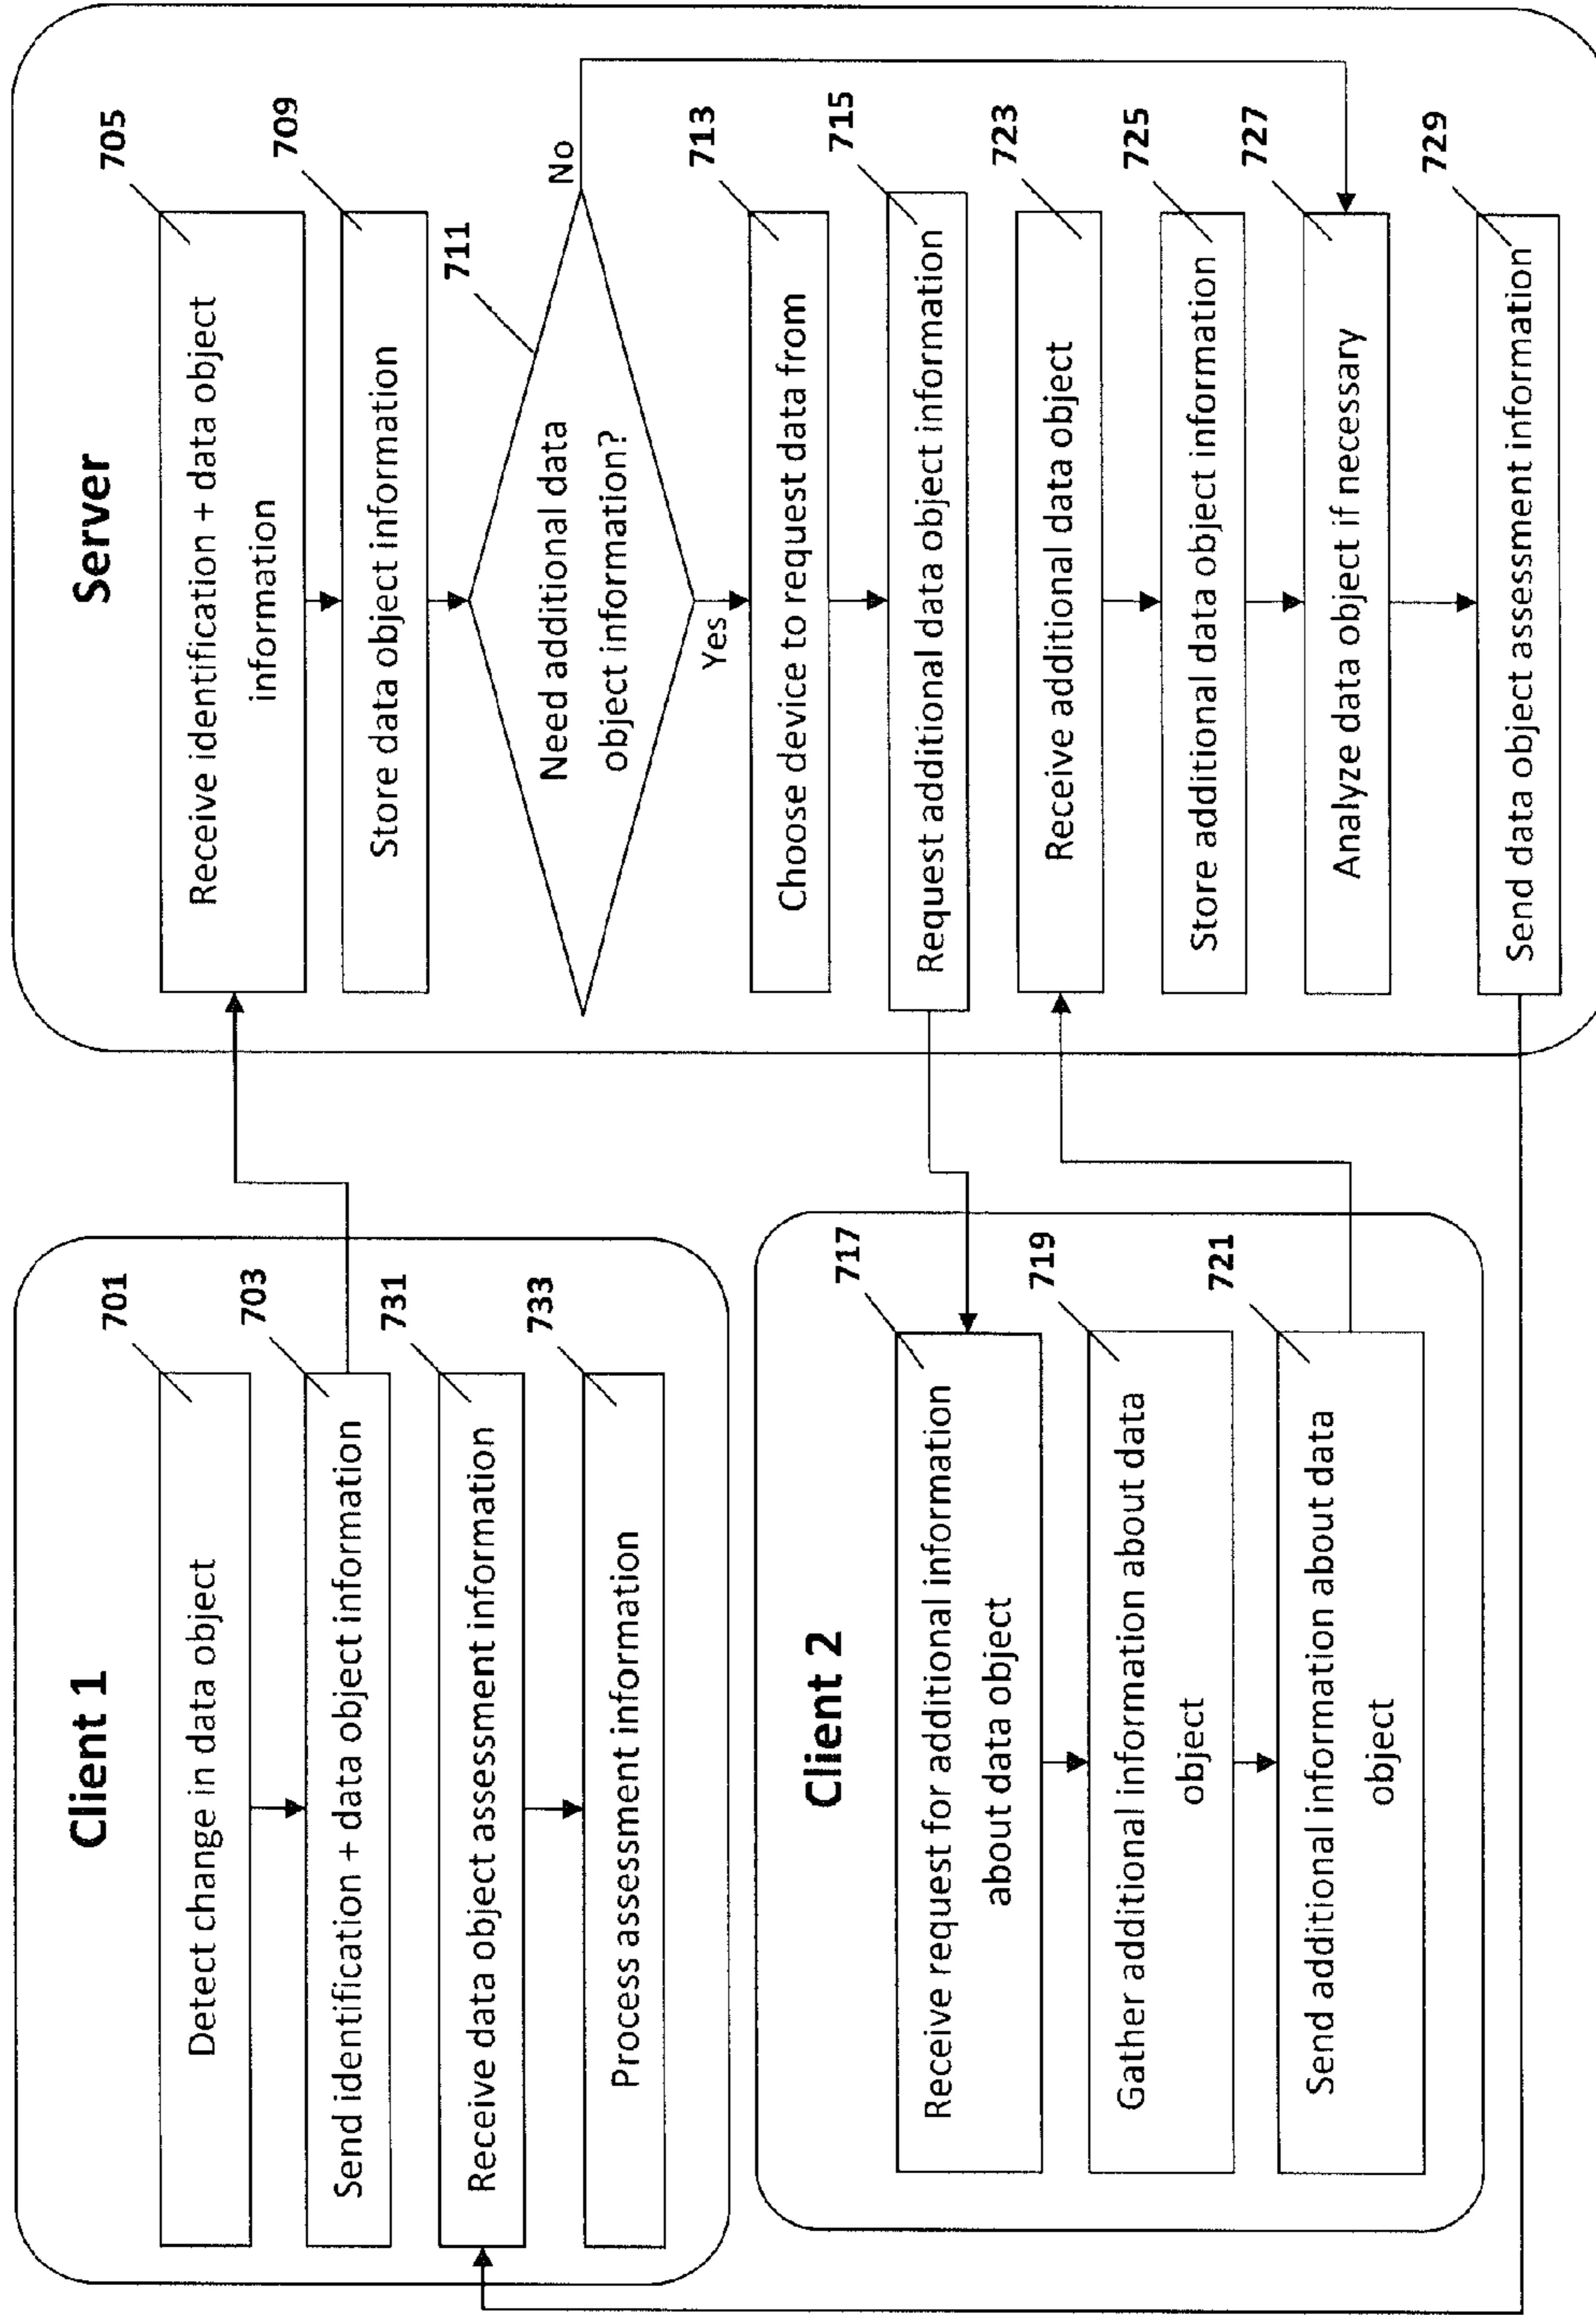 Client 1
701
Detect change in data object
703
Send identification + data object information
731
Receive data object assessment information
733
Process assessment information
Client 2
717
Receive request for additional information
about data object
719
Gather additional information about data
object
721
Send additional information about data
object
Server
705
Receive identification + data object
information
709
Store data object information
711
Need additional data
object information?
No
Yes
713
Choose device to request data from
715
Request additional data object information
723
Receive additional data object
725
Store additional data object information
727
Analyze data object if necessary
729
Send data object assessment information